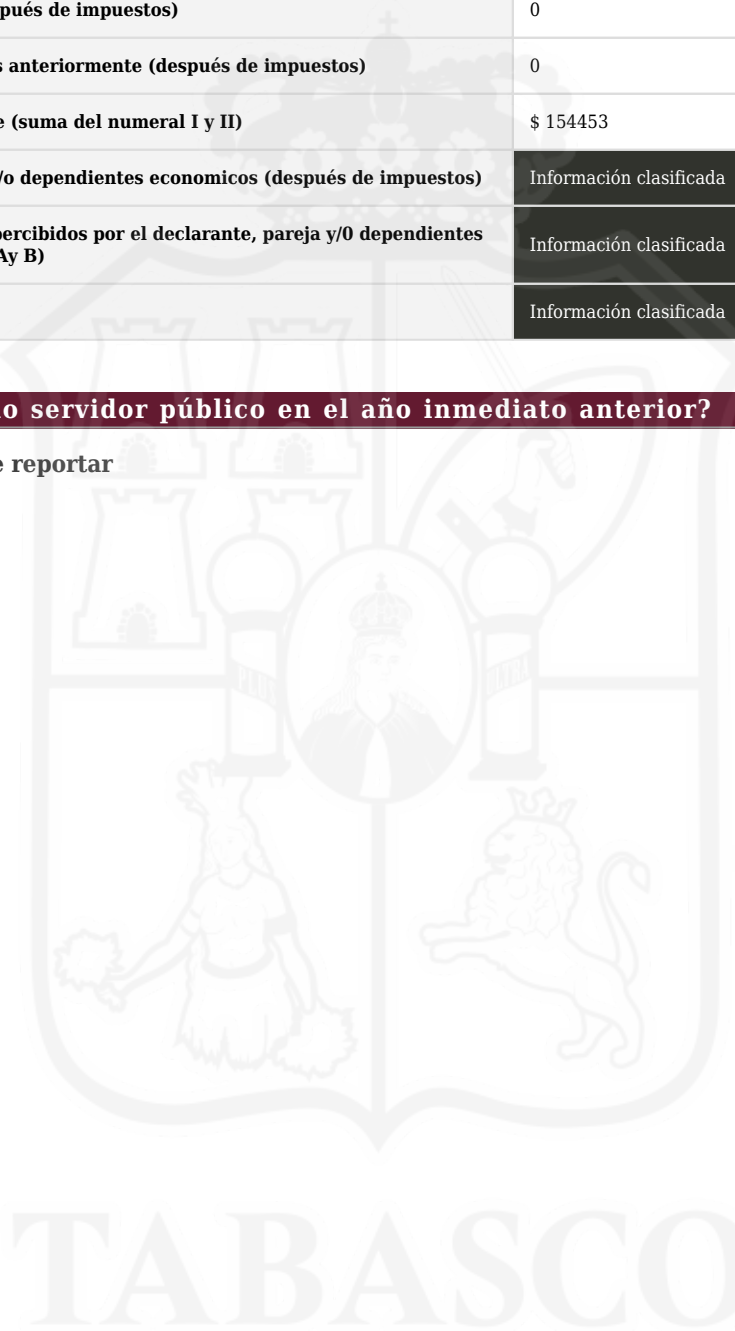 pués de impuestos) 0
s anteriormente (después de impuestos) 0
e (suma del numeral I y II) $ 154453
/o dependientes economicos (después de impuestos) Información clasificada
percibidos por el declarante, pareja y/0 dependientes
Ay B) Información clasificada
Información clasificada
o servidor público en el año inmediato anterior?
e reportar
PLUS ULTRA
TABASCO